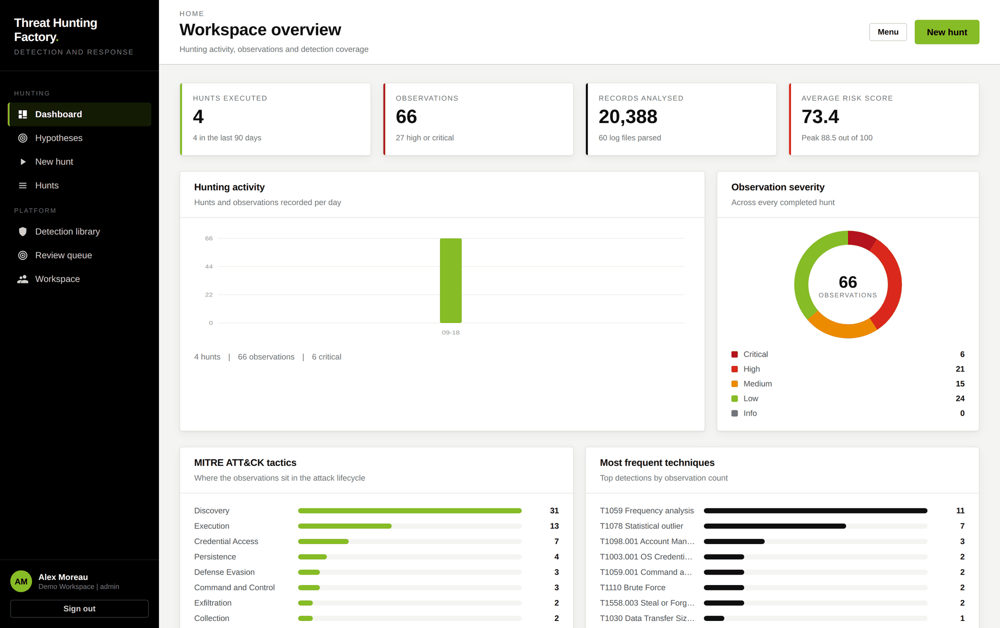 Threat Hunting
Factory.
DETECTION AND RESPONSE
HUNTING
Dashboard
Hypotheses
New hunt
Hunts
PLATFORM
Detection library
Review queue
Workspace
AM
Alex Moreau
Demo Workspace | admin
Sign out
HOME
Workspace overview
Hunting activity, observations and detection coverage
Menu
New hunt
HUNTS EXECUTED
4
4 in the last 90 days
OBSERVATIONS
66
27 high or critical
RECORDS ANALYSED
20,388
60 log files parsed
AVERAGE RISK SCORE
73.4
Peak 88.5 out of 100
Hunting activity
Hunts and observations recorded per day
66
44
22
0
09-18
4 hunts | 66 observations | 6 critical
Observation severity
Across every completed hunt
66
OBSERVATIONS
Critical 6
High 21
Medium 15
Low 24
Info 0
MITRE ATT&CK tactics
Where the observations sit in the attack lifecycle
Discovery 31
Execution 13
Credential Access 7
Persistence 4
Defense Evasion 3
Command and Control 3
Exfiltration 2
Collection 2
Most frequent techniques
Top detections by observation count
T1059 Frequency analysis 11
T1078 Statistical outlier 7
T1098.001 Account Man… 3
T1003.001 OS Credenti… 2
T1059.001 Command a… 2
T1110 Brute Force 2
T1558.003 Steal or Forg… 2
T1030 Data Transfer Siz… 1